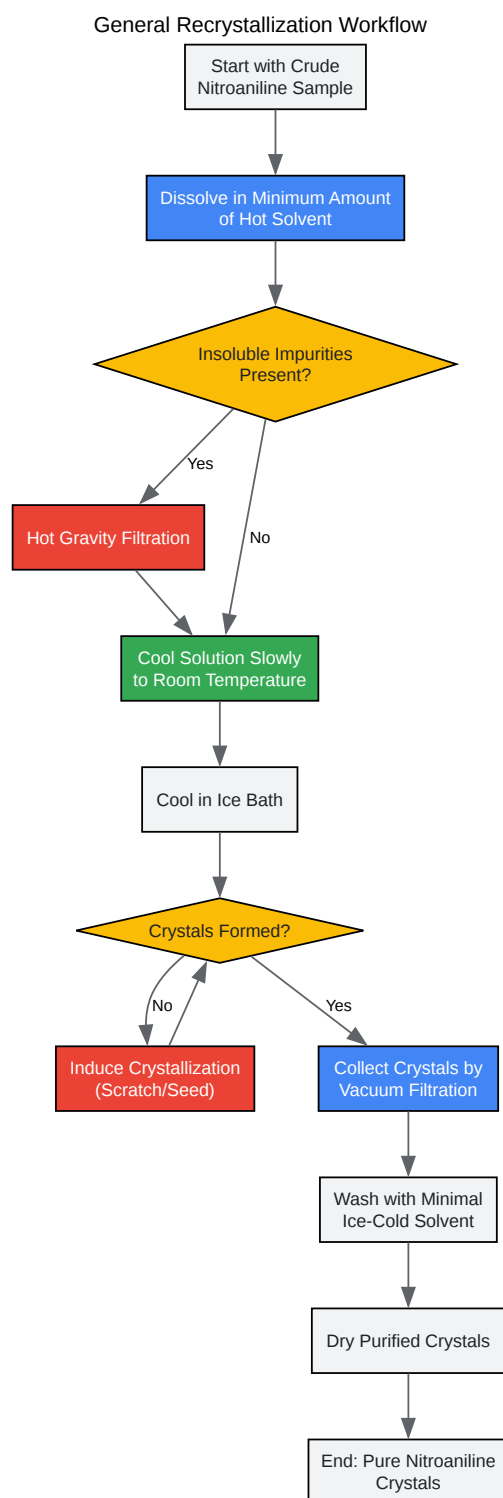 General Recrystallization Workflow
Start with Crude
Nitroaniline Sample
Dissolve in Minimum Amount
of Hot Solvent
Insoluble Impurities
Present?
Yes
No
Hot Gravity Filtration
Cool Solution Slowly
to Room Temperature
Cool in Ice Bath
Crystals Formed?
No
Yes
Induce Crystallization
(Scratch/Seed)
Collect Crystals by
Vacuum Filtration
Wash with Minimal
Ice-Cold Solvent
Dry Purified Crystals
End: Pure Nitroaniline
Crystals